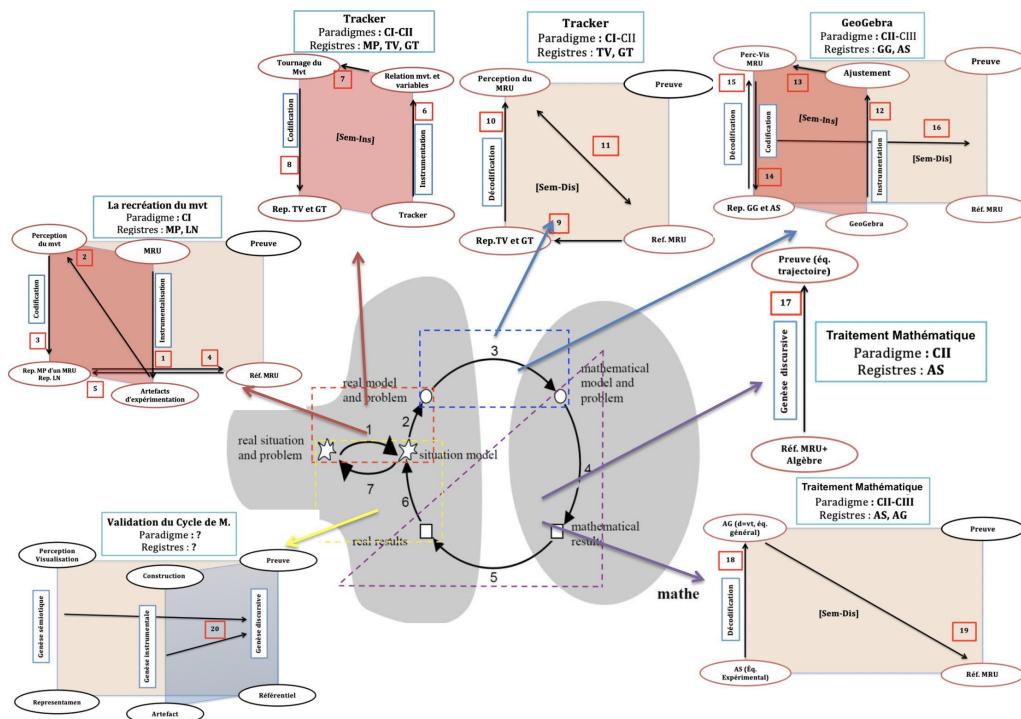 Tracker
Paradigmes : CI-CII
Registres : MP, TV, GT
Tournage du
Mvt
7
Relation mvt. et
variables
6
Codification
[Sem-Ins]
Instrumentation
8
Rep. TV et GT
Tracker
Tracker
Paradigme : CI-CII
Registres : TV, GT
Perception du
MRU
Preuve
10
Décodification
11
[Sem-Dis]
9
Rep.TV et GT
Ref. MRU
GeoGebra
Paradigme : CII-CIII
Registres : GG, AS
Perc-Vis
MRU
Ajustement
Preuve
15
13
12
Décodification
Codification
[Sem-Ins]
Instrumentation
16
[Sem-Dis]
14
Rep. GG et AS
GeoGebra
Réf. MRU
La recréation du mvt
Paradigme : CI
Registres : MP, LN
Perception
du mvt
2
MRU
Preuve
Codification
Instrumentalisation
3
1
4
Rep. MP d'un MRU
Rep. LN
5
Artefacts
d'expérimentation
Réf. MRU
Preuve (éq.
trajectoire)
17
Genèse discursive
Traitement Mathématique
Paradigme : CII
Registres : AS
Réf. MRU+
Algèbre
real model
and problem
3
mathematical
model and
problem
real situation
and problem
1
2
situation model
7
6
4
real results
mathematical
results
5
mathe
Validation du Cycle de M.
Paradigme : ?
Registres : ?
Perception
Visualisation
Construction
Preuve
Genèse sémiotique
Genèse instrumentale
20
Genèse discursive
Representamen
Artefact
Référentiel
Traitement Mathématique
Paradigme : CII-CIII
Registres : AS, AG
AG (d=vt, éq.
général)
Preuve
18
Décodification
[Sem-Dis]
19
AS (Éq.
Expérimental)
Réf. MRU